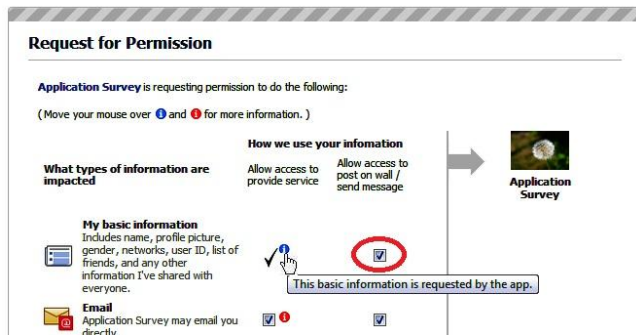 Request for Permission
Application Survey is requesting permission to do the following:
( Move your mouse over i and i for more information. )
How we use your infomation
What types of information are
impacted
Allow access to
provide service
Allow access to
post on wall /
send message
Application
Survey
My basic information
Includes name, profile picture,
gender, networks, user ID, list of
friends, and any other
information I've shared with
everyone.
This basic information is requested by the app.
Email
Application Survey may email you
directly